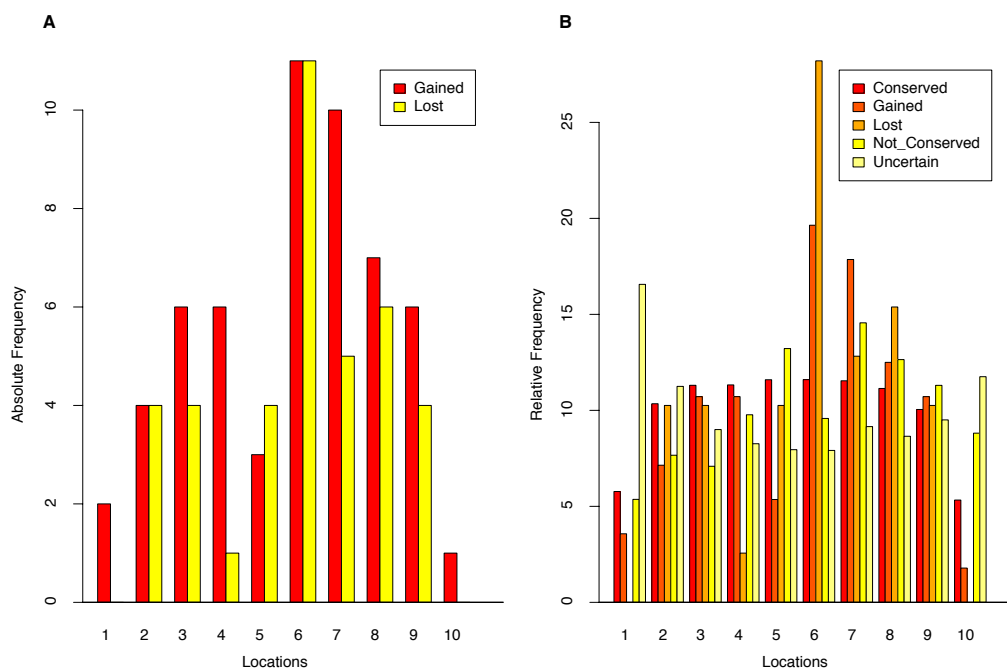 A
Gained
Lost
Absolute Frequency
0
2
4
6
8
10
1 2 3 4 5 6 7 8 9 10
Locations
B
Conserved
Gained
Lost
Not_Conserved
Uncertain
Relative Frequency
0
5
10
15
20
25
1 2 3 4 5 6 7 8 9 10
Locations